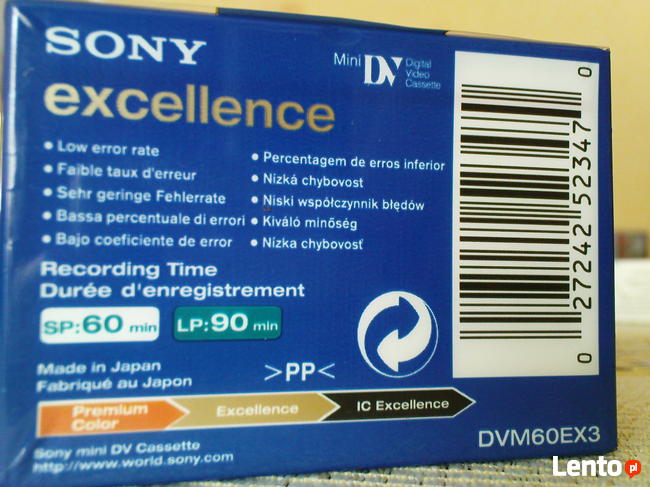 SONY
excellence
Mini DV Digital
Video
Cassette
• Low error rate
• Faible taux d'erreur
• Sehr geringe Fehlerrate
• Bassa percentuale di errori
• Bajo coeficiente de error
• Percentagem de erros inferior
• Nízká chybovost
• Niski współczynnik błędów
• Kiváló minőség
• Nízka chybovosť
Recording Time
Durée d'enregistrement
SP:60 min LP:90 min
Made in Japan
Fabriqué au Japon
>PP<
Premium
Color
Excellence
IC Excellence
Sony mini DV Cassette
http://www.world.sony.com
DVM60EX3
0 27242 52347 0
Lento pl